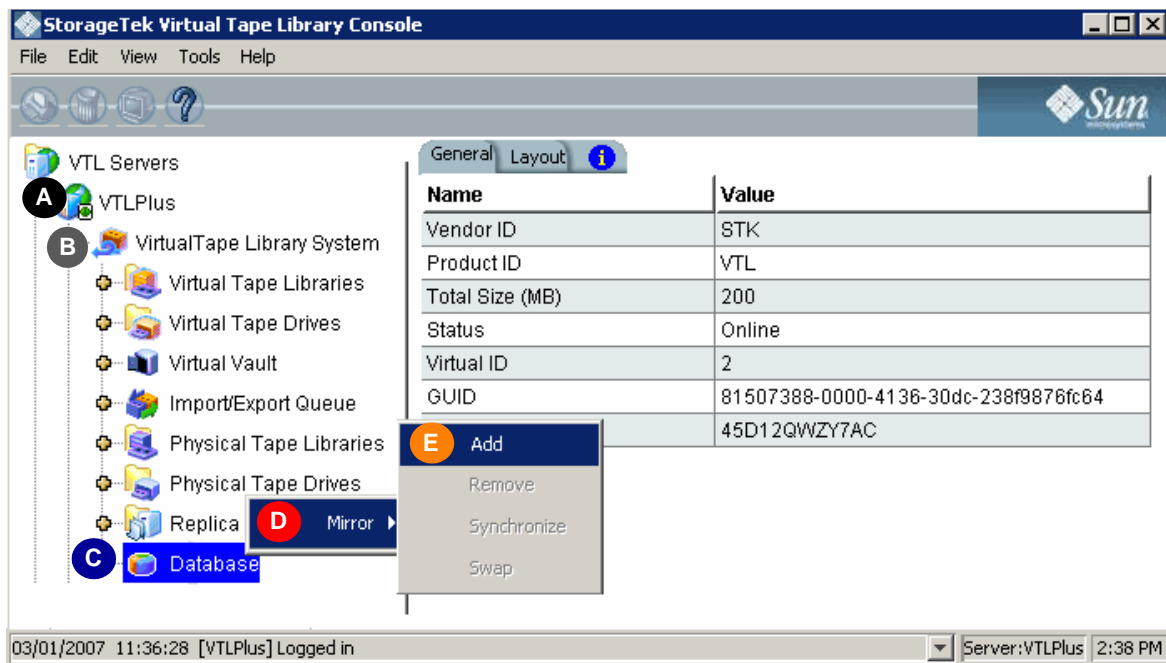 StorageTek Virtual Tape Library Console
File Edit View Tools Help
Sun
microsystems
VTL Servers
A VTLPlus
B VirtualTape Library System
Virtual Tape Libraries
Virtual Tape Drives
Virtual Vault
Import/Export Queue
Physical Tape Libraries
Physical Tape Drives
Replica
C Database
D Mirror
E Add
Remove
Synchronize
Swap
General Layout i
Name Value
Vendor ID STK
Product ID VTL
Total Size (MB) 200
Status Online
Virtual ID 2
GUID 81507388-0000-4136-30dc-238f9876fc64
45D12QWZY7AC
03/01/2007 11:36:28 [VTLPlus] Logged in
Server:VTLPlus 2:38 PM